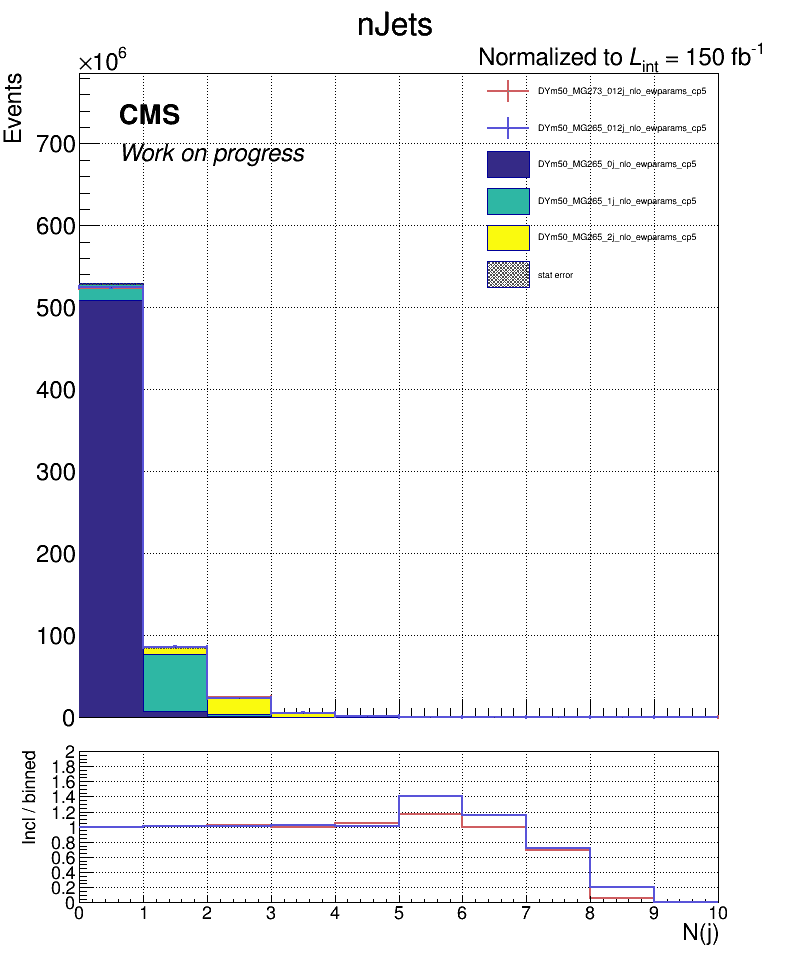 nJets
×10⁶
Normalized to Lint = 150 fb⁻¹
Events
CMS
Work on progress
DYm50_MG273_012j_nlo_ewparams_cp5
DYm50_MG265_012j_nlo_ewparams_cp5
DYm50_MG265_0j_nlo_ewparams_cp5
DYm50_MG265_1j_nlo_ewparams_cp5
DYm50_MG265_2j_nlo_ewparams_cp5
stat error
700
600
500
400
300
200
100
0
Incl / binned
2
1.8
1.6
1.4
1.2
1
0.8
0.6
0.4
0.2
0
0 1 2 3 4 5 6 7 8 9 10
N(j)